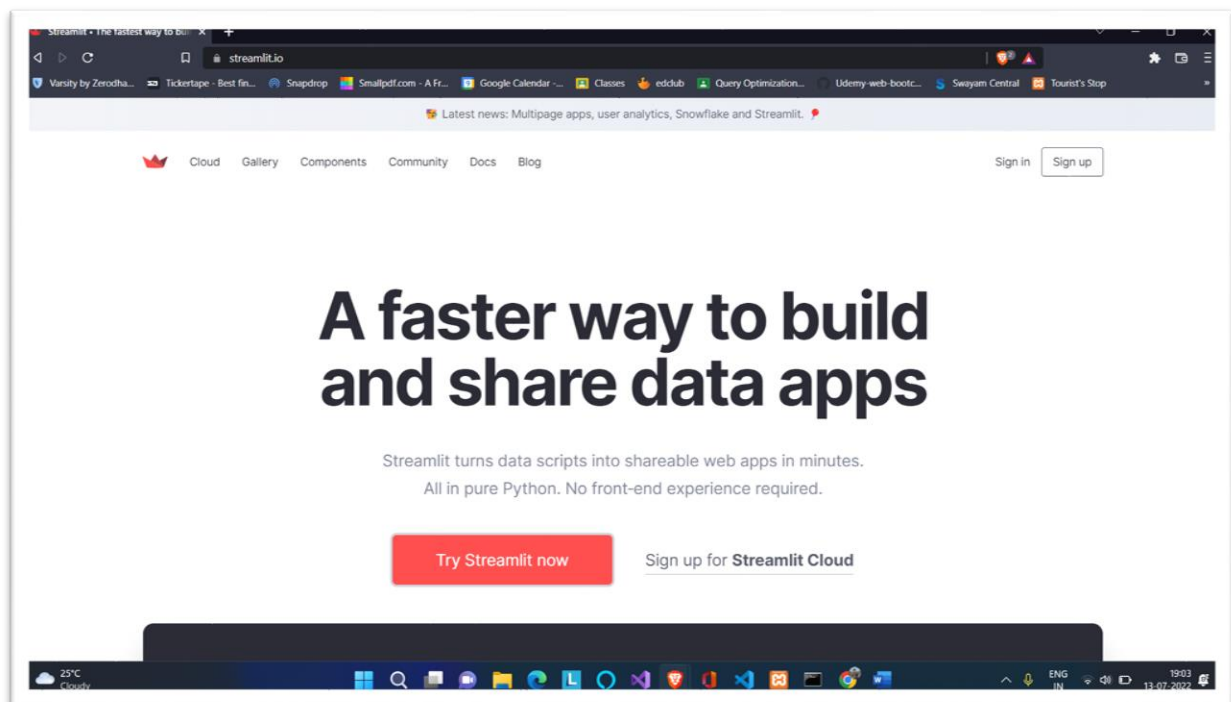 Streamlit • The fastest way to bui
streamlit.io
Varsity by Zerodha... Tickertape - Best fin... Snapdrop Smallpdf.com - A Fr... Google Calendar -... Classes edddub Query Optimization... Udemy-web-bootc... Swayam Central Tourist's Stop
Latest news: Multipage apps, user analytics, Snowflake and Streamlit.
Cloud Gallery Components Community Docs Blog Sign in Sign up
A faster way to build
and share data apps
Streamlit turns data scripts into shareable web apps in minutes.
All in pure Python. No front-end experience required.
Try Streamlit now Sign up for Streamlit Cloud
25°C
Cloudy
ENG
IN
19:03
13-07-2022